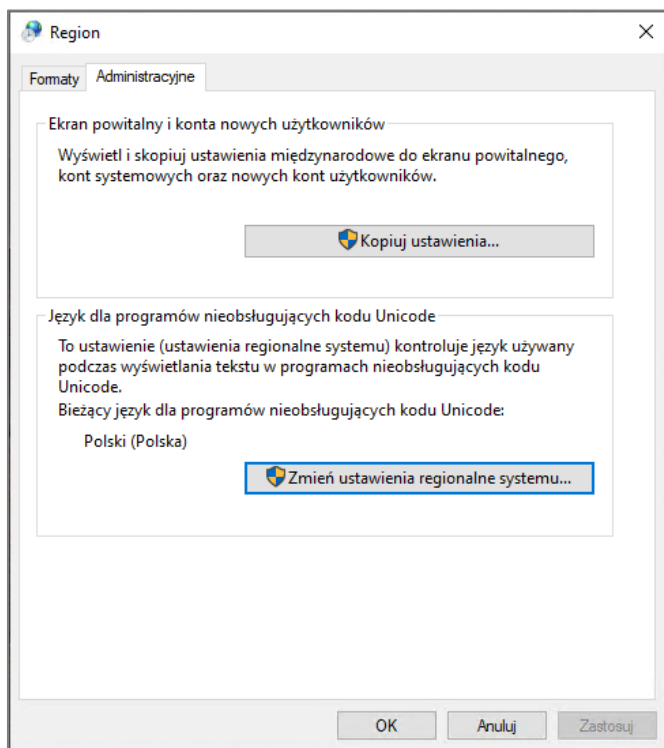 Region
Formaty
Administracyjne
Ekran powitalny i konta nowych użytkowników
Wyświetl i skopiuj ustawienia międzynarodowe do ekranu powitalnego,
kont systemowych oraz nowych kont użytkowników.
Kopiuj ustawienia...
Język dla programów nieobsługujących kodu Unicode
To ustawienie (ustawienia regionalne systemu) kontroluje język używany
podczas wyświetlania tekstu w programach nieobsługujących kodu
Unicode.
Bieżący język dla programów nieobsługujących kodu Unicode:
Polski (Polska)
Zmień ustawienia regionalne systemu...
OK
Anuluj
Zastosuj